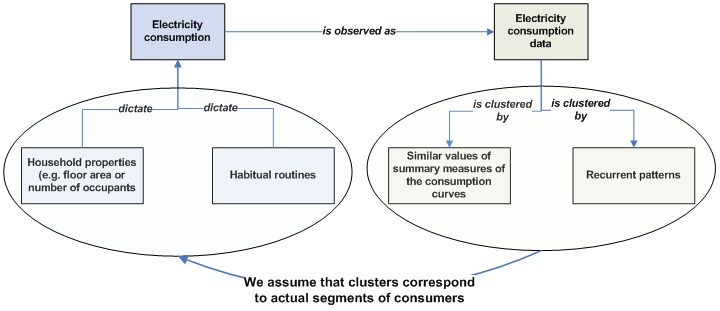 Electricity
consumption
is observed as
Electricity
consumption
data
dictate
dictate
is clustered
by
is clustered
by
Household properties
(e.g. floor area or
number of occupants
Habitual routines
Similar values of
summary measures of
the consumption
curves
Recurrent patterns
We assume that clusters correspond
to actual segments of consumers